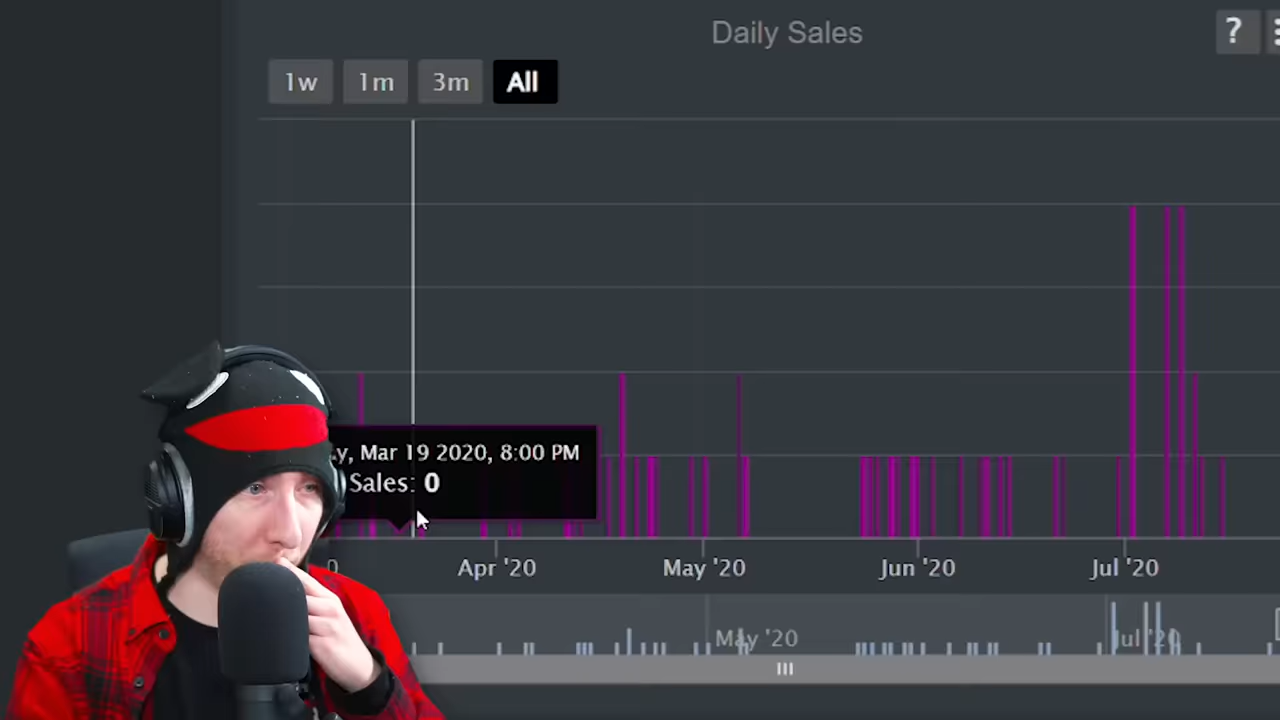 Daily Sales
?
1w 1m 3m All
y, Mar 19 2020, 8:00 PM
Sales: 0
0 Apr '20 May '20 Jun '20 Jul '20
May '20 Jul '20